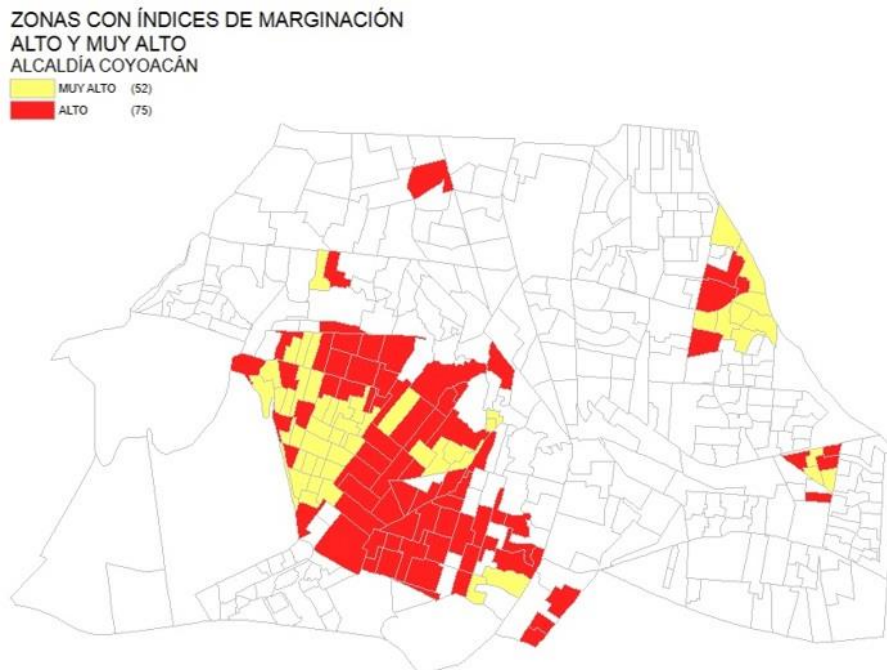 ZONAS CON ÍNDICES DE MARGINACIÓN
ALTO Y MUY ALTO
ALCALDÍA COYOACÁN
MUY ALTO (52)
ALTO (75)